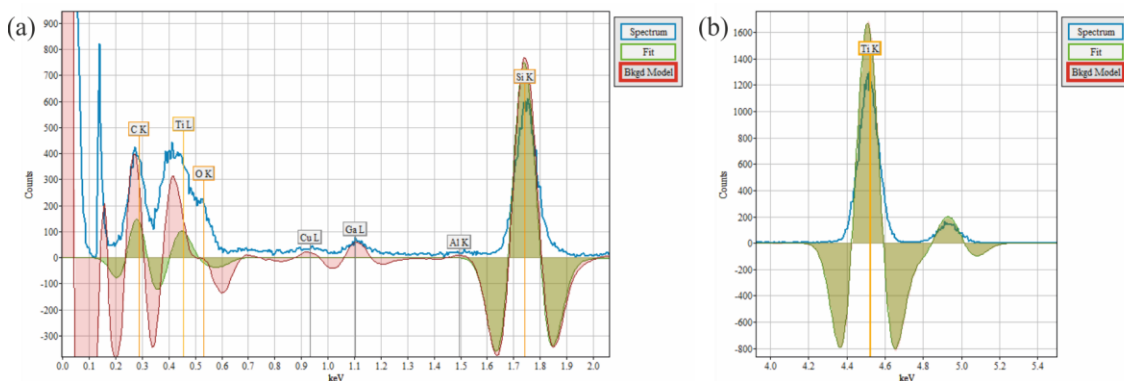 (a)
900
800
700
600
500
400
300
200
100
0
-100
-200
-300
Counts
C K
Ti L
O K
Cu L
Ga L
Al K
Si K
0.0 0.1 0.2 0.3 0.4 0.5 0.6 0.7 0.8 0.9 1.0 1.1 1.2 1.3 1.4 1.5 1.6 1.7 1.8 1.9 2.0
keV
Spectrum
Fit
Bkgd Model
(b)
1600
1400
1200
1000
800
600
400
200
0
-200
-400
-600
-800
Counts
Ti K
4.0 4.2 4.4 4.6 4.8 5.0 5.2 5.4
keV
Spectrum
Fit
Bkgd Model